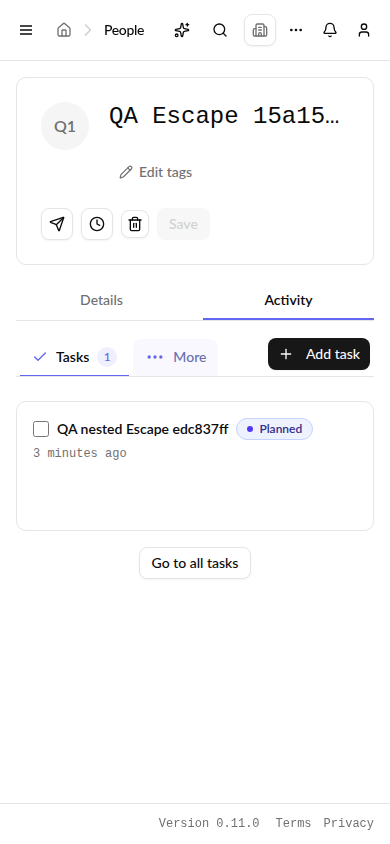 People
Q1
QA Escape 15a15…
Edit tags
Save
Details
Activity
Tasks 1
More
Add task
QA nested Escape edc837ff
Planned
3 minutes ago
Go to all tasks
Version 0.11.0 Terms Privacy